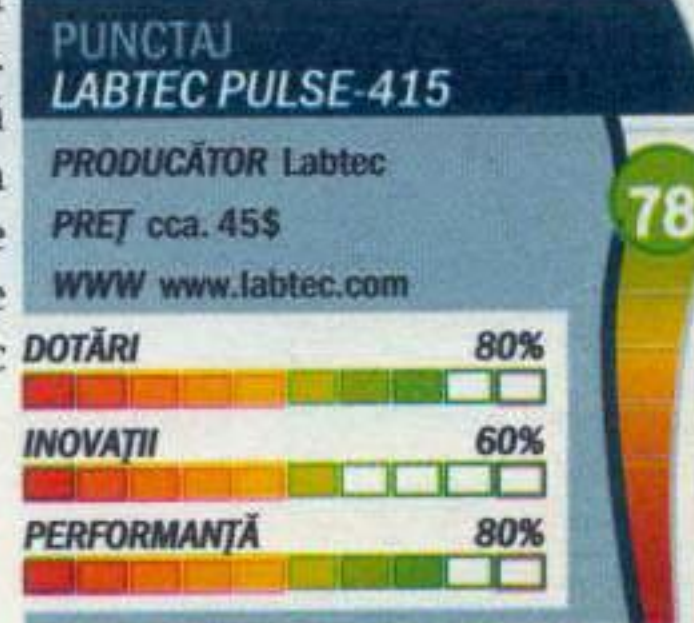 PUNCTAJ
LABTEC PULSE-415
PRODUCĂTOR Labtec
PREȚ cca. 45$
WWW www.labtec.com
78
DOTĂRI 80%
INOVAȚII 60%
PERFORMANȚĂ 80%